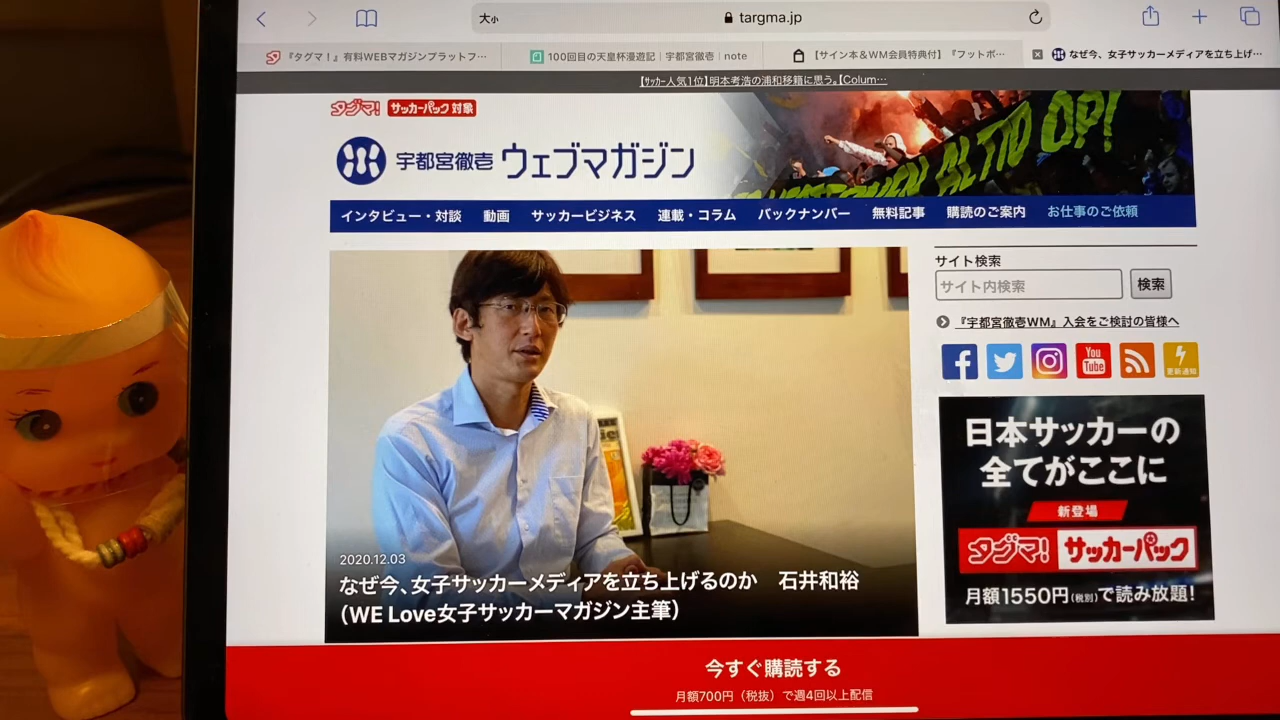 大小
targma.jp
『タグマ!』有料WEBマガジンプラットフ…
100回目の天皇杯漫遊記｜宇都宮徹壱｜note
【サイン本＆WM会員特典付】『フットボ…
なぜ今、女子サッカーメディアを立ち上げ…
【サッカー人気1位】明本考浩の浦和移籍に思う。【Colum…
タグマ!
サッカーパック対象
宇都宮徹壱 ウェブマガジン
AL TIJD OP!
インタビュー・対談 動画 サッカービジネス 連載・コラム バックナンバー 無料記事 購読のご案内 お仕事のご依頼
サイト検索
サイト内検索
検索
『宇都宮徹壱WM』入会をご検討の皆様へ
You
Tube
更新通知
日本サッカーの
全てがここに
新登場
タグマ! サッカーパック
月額1550円(税別)で読み放題!
2020.12.03
なぜ今、女子サッカーメディアを立ち上げるのか　石井和裕
（WE Love女子サッカーマガジン主筆）
今すぐ購読する
月額700円（税抜）で週4回以上配信